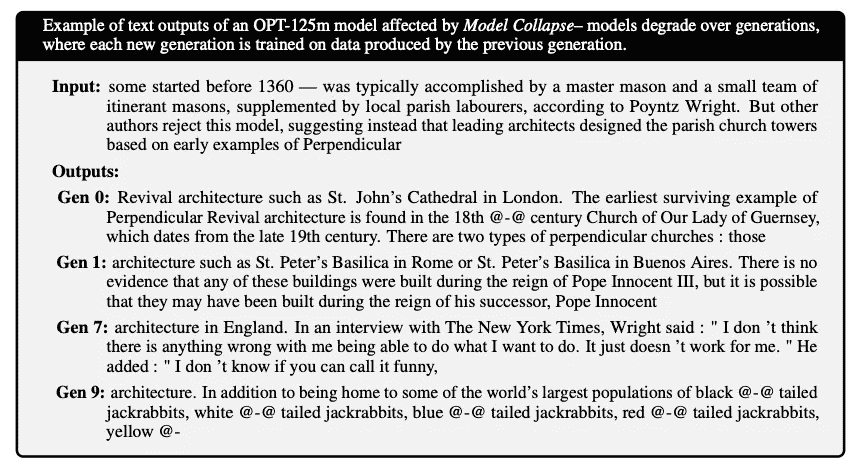 Example of text outputs of an OPT-125m model affected by Model Collapse– models degrade over generations,
where each new generation is trained on data produced by the previous generation.
Input: some started before 1360 — was typically accomplished by a master mason and a small team of
itinerant masons, supplemented by local parish labourers, according to Poyntz Wright. But other
authors reject this model, suggesting instead that leading architects designed the parish church towers
based on early examples of Perpendicular
Outputs:
Gen 0: Revival architecture such as St. John's Cathedral in London. The earliest surviving example of
Perpendicular Revival architecture is found in the 18th @-@ century Church of Our Lady of Guernsey,
which dates from the late 19th century. There are two types of perpendicular churches : those
Gen 1: architecture such as St. Peter's Basilica in Rome or St. Peter's Basilica in Buenos Aires. There is no
evidence that any of these buildings were built during the reign of Pope Innocent III, but it is possible
that they may have been built during the reign of his successor, Pope Innocent
Gen 7: architecture in England. In an interview with The New York Times, Wright said : " I don 't think
there is anything wrong with me being able to do what I want to do. It just doesn 't work for me. " He
added : " I don 't know if you can call it funny,
Gen 9: architecture. In addition to being home to some of the world's largest populations of black @-@ tailed
jackrabbits, white @-@ tailed jackrabbits, blue @-@ tailed jackrabbits, red @-@ tailed jackrabbits,
yellow @-